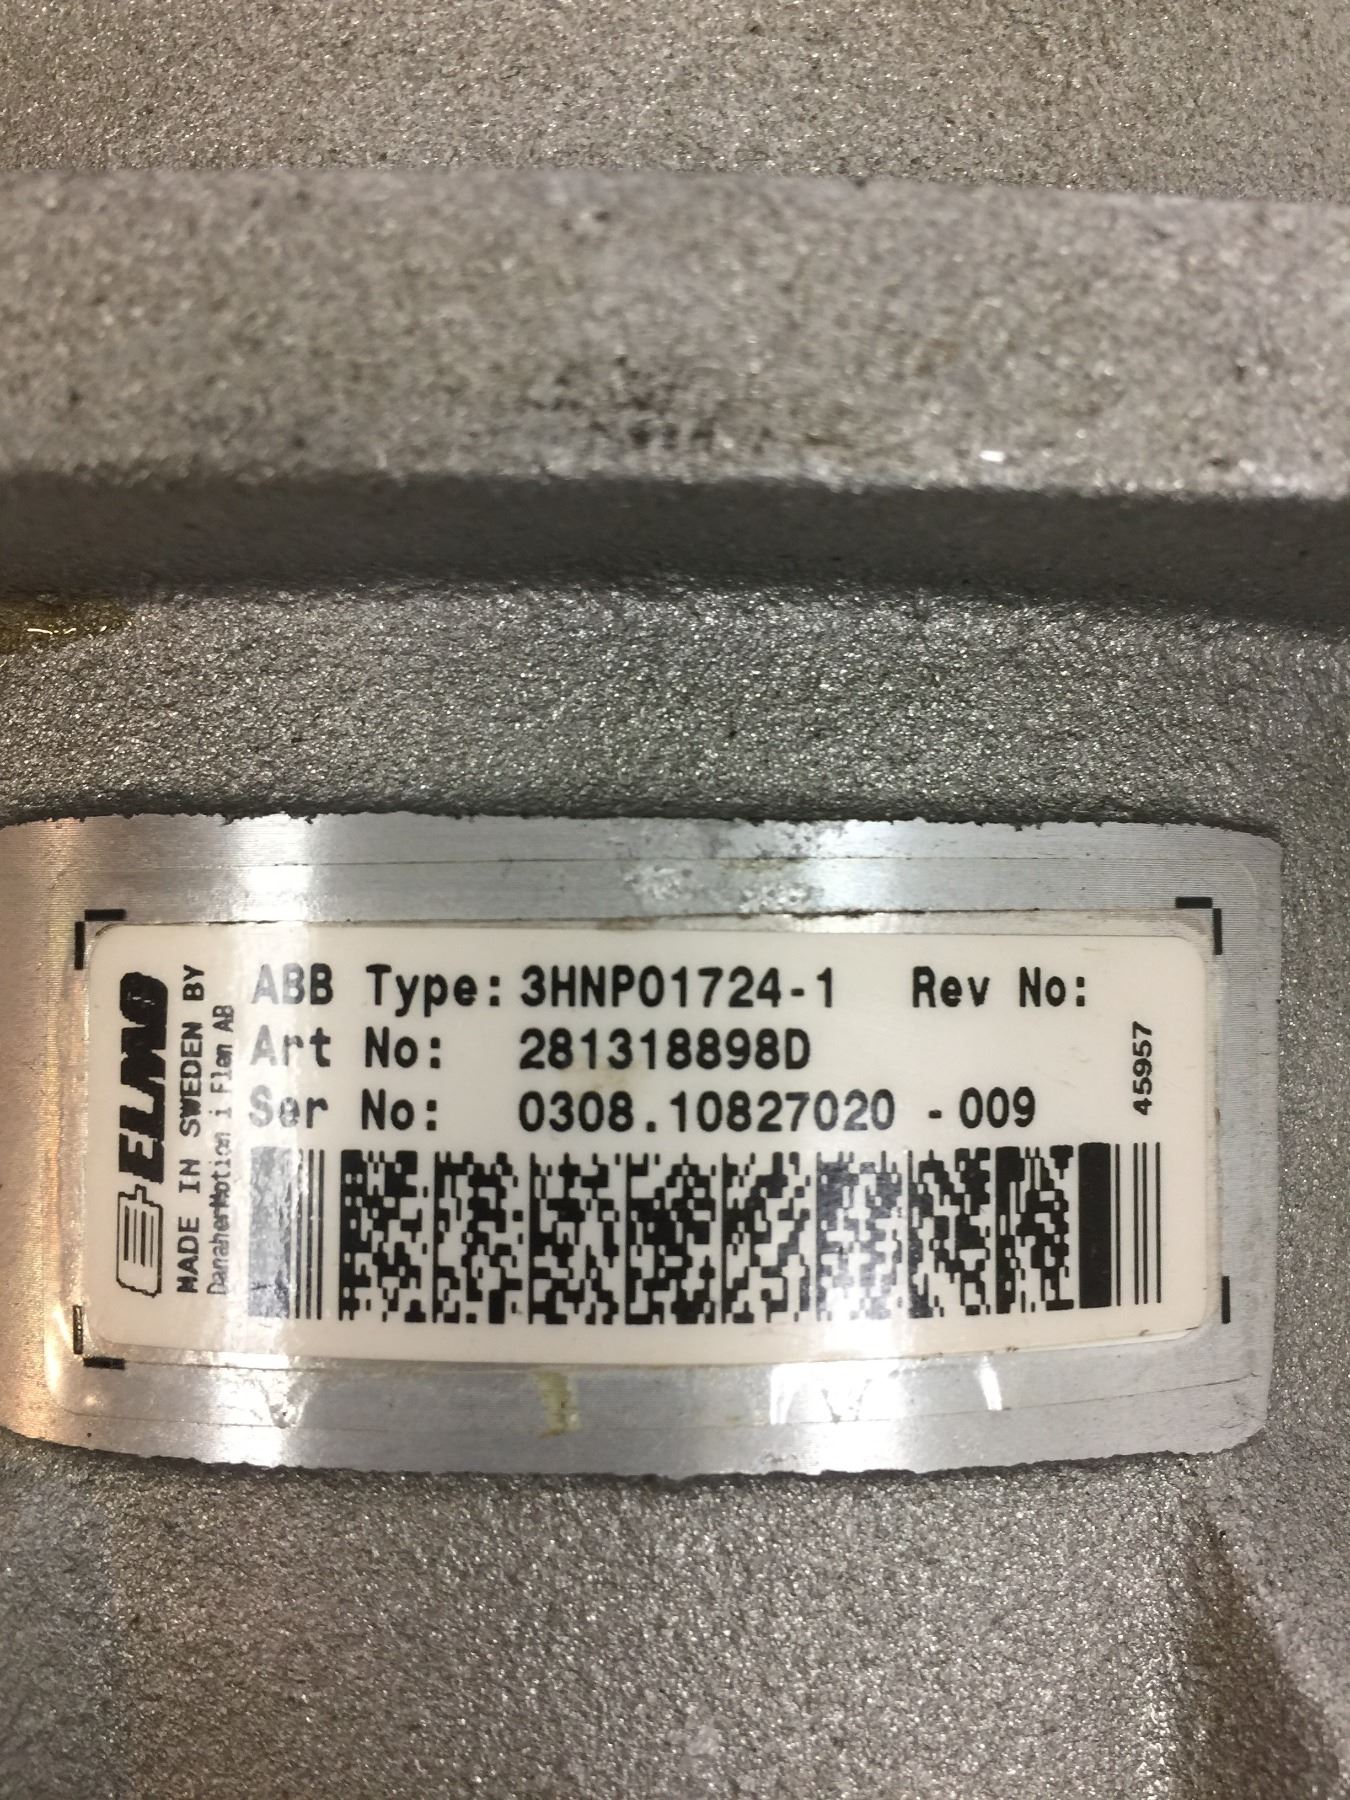 ABB Type: 3HNP01724-1 Rev No:
Art No: 281318898D
Ser No: 0308.10827020 -009
45957
ELMO
MADE IN SWEDEN BY
DanaherMotion i Flen AB